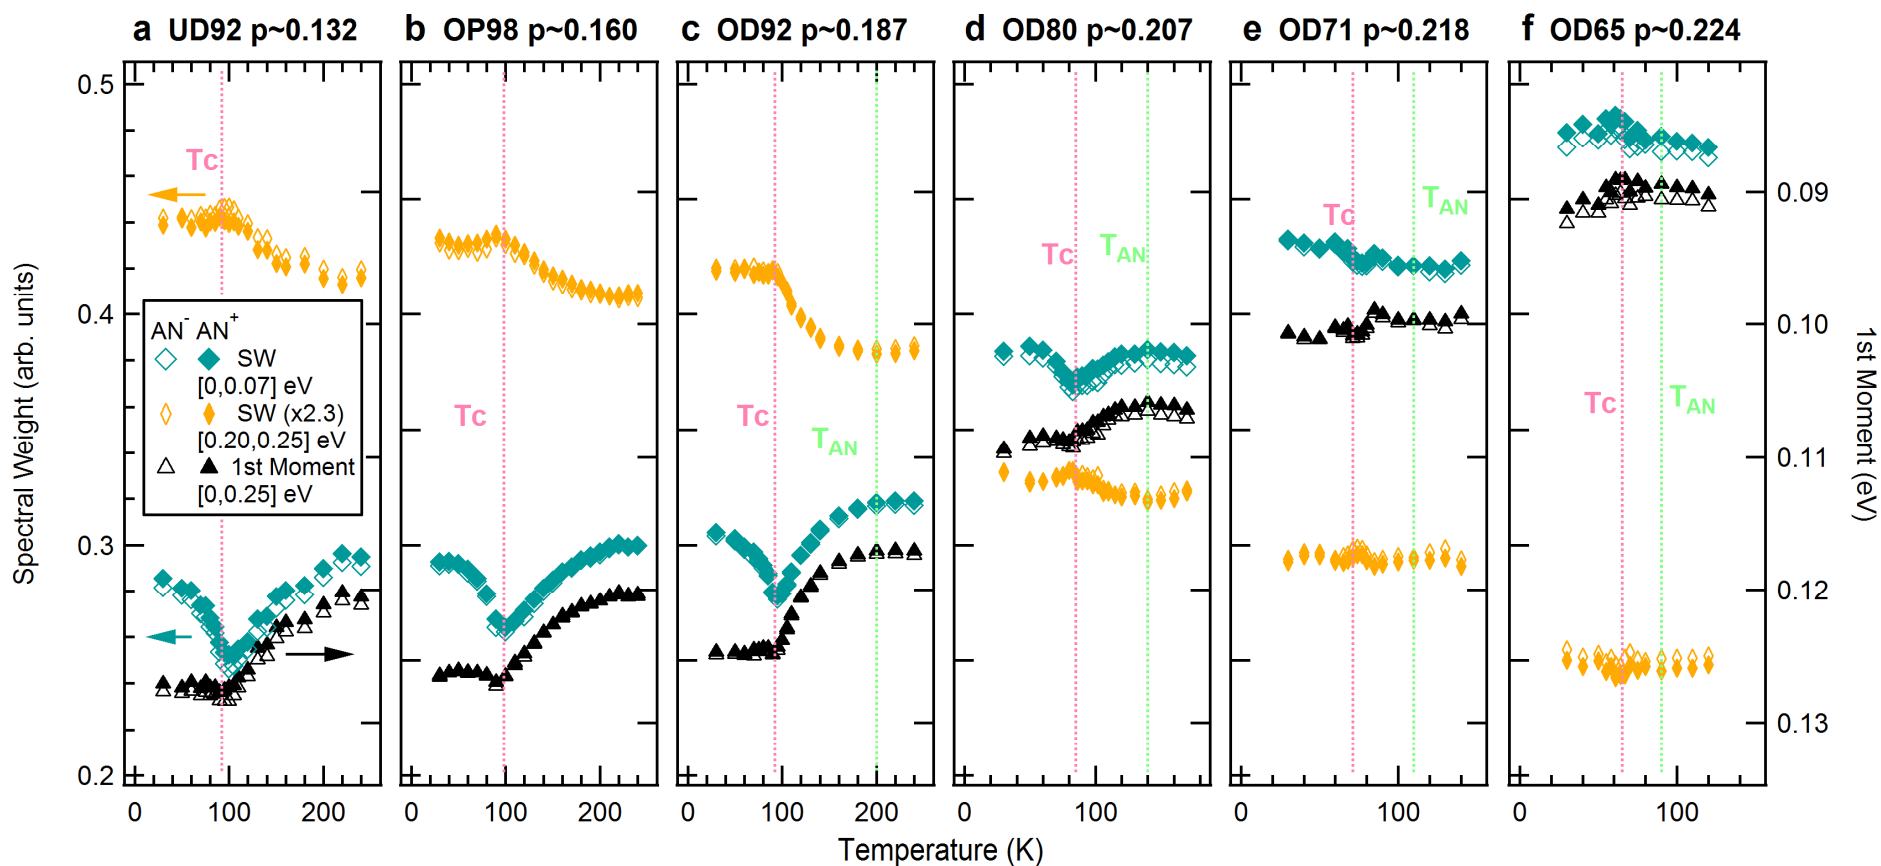 a UD92 p~0.132
b OP98 p~0.160
c OD92 p~0.187
d OD80 p~0.207
e OD71 p~0.218
f OD65 p~0.224
Spectral Weight (arb. units)
0.5
0.4
0.3
0.2
Tc
AN- AN+
SW
[0,0.07] eV
SW (x2.3)
[0.20,0.25] eV
1st Moment
[0,0.25] eV
Tc
Tc
TAN
Tc
TAN
Tc
TAN
Tc
TAN
0.09
0.10
0.11
0.12
0.13
1st Moment (eV)
0 100 200
0 100 200
0 100 200
0 100
0 100
0 100
Temperature (K)